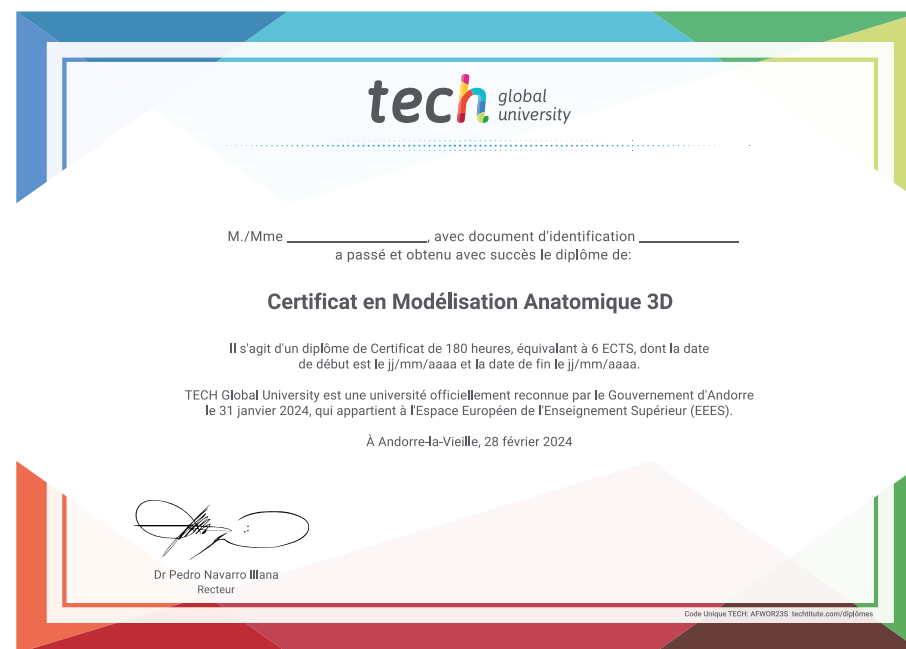 tech global university
M./Mme ________________, avec document d'identification ____________
a passé et obtenu avec succès le diplôme de:
Certificat en Modélisation Anatomique 3D
Il s'agit d'un diplôme de Certificat de 180 heures, équivalant à 6 ECTS, dont la date
de début est le jj/mm/aaaa et la date de fin le jj/mm/aaaa.
TECH Global University est une université officiellement reconnue par le Gouvernement d'Andorre
le 31 janvier 2024, qui appartient à l'Espace Européen de l'Enseignement Supérieur (EEES).
À Andorre-la-Vieille, 28 février 2024
Dr Pedro Navarro Illana
Recteur
Code Unique TECH: AFWOR23S techtitute.com/diplômes